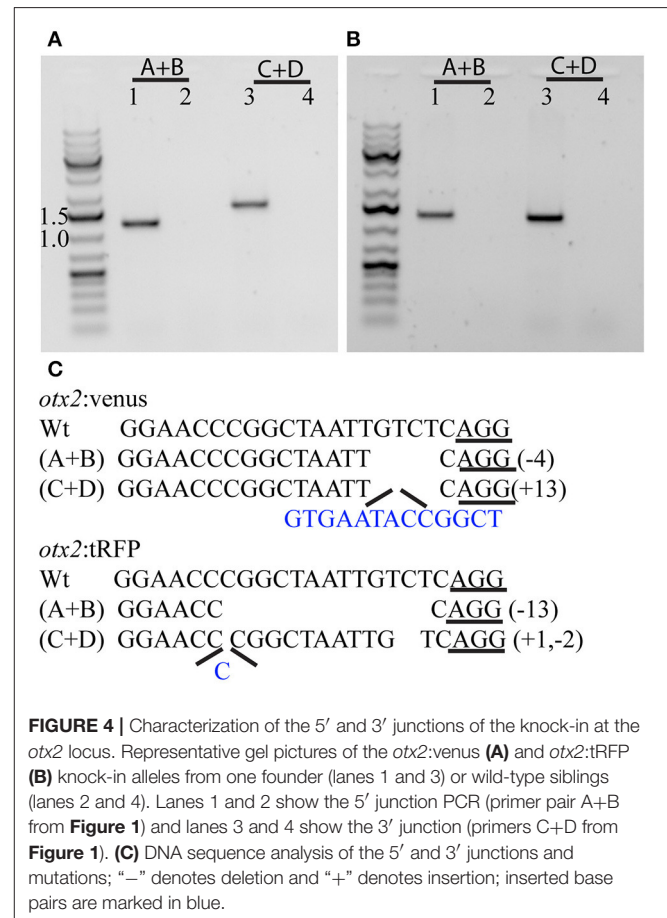 A
B
A+B C+D
1 2 3 4
A+B C+D
1 2 3 4
1.5
1.0
C
otx2:venus
Wt GGAACCCGGCTAATTGTCTCAGG
(A+B) GGAACCCGGCTAATT CAGG (-4)
(C+D) GGAACCCGGCTAATT CAGG(+13)
GTGAATACCGGCT
otx2:tRFP
Wt GGAACCCGGCTAATTGTCTCAGG
(A+B) GGAACC CAGG (-13)
(C+D) GGAACC CGGCTAATTG TCAGG (+1,-2)
C
FIGURE 4 | Characterization of the 5′ and 3′ junctions of the knock-in at the
otx2 locus. Representative gel pictures of the otx2:venus (A) and otx2:tRFP
(B) knock-in alleles from one founder (lanes 1 and 3) or wild-type siblings
(lanes 2 and 4). Lanes 1 and 2 show the 5′ junction PCR (primer pair A+B
from Figure 1) and lanes 3 and 4 show the 3′ junction (primers C+D from
Figure 1). (C) DNA sequence analysis of the 5′ and 3′ junctions and
mutations; “−” denotes deletion and “+” denotes insertion; inserted base
pairs are marked in blue.